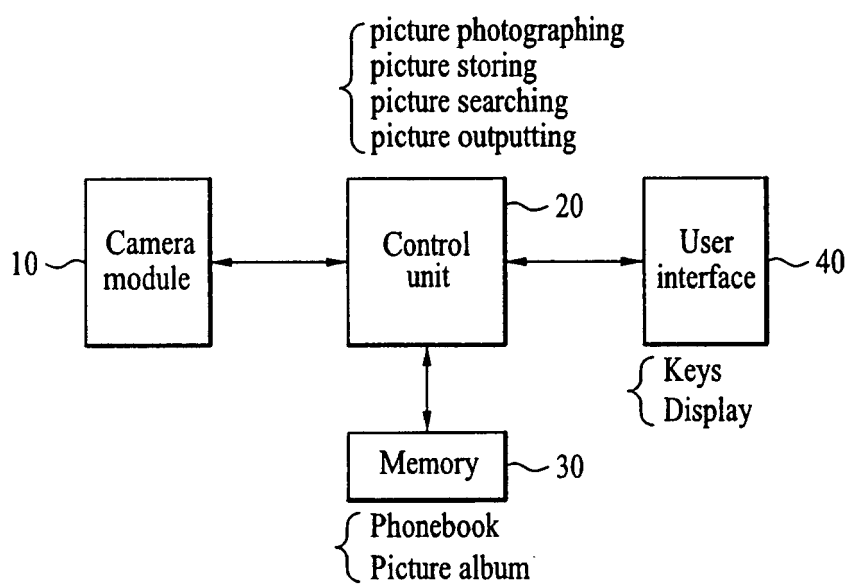 picture photographing
picture storing
picture searching
picture outputting
10
Camera
module
20
Control
unit
User
interface
40
Keys
Display
Memory
30
Phonebook
Picture album